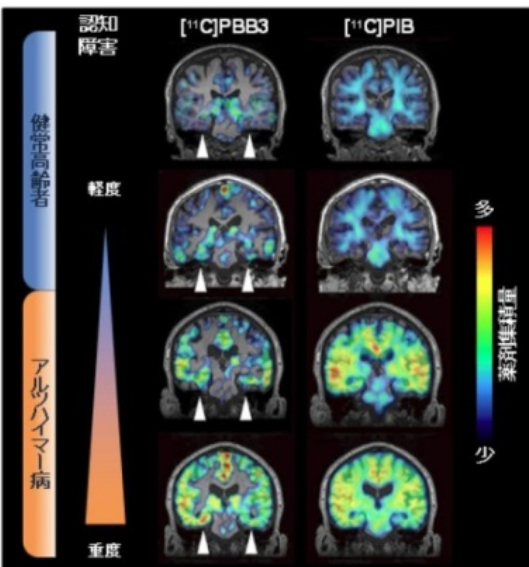 認知
障害
[¹¹C]PBB3
[¹¹C]PIB
健常高齢者
軽度
アルツハイマー病
重度
多
薬剤集積量
少